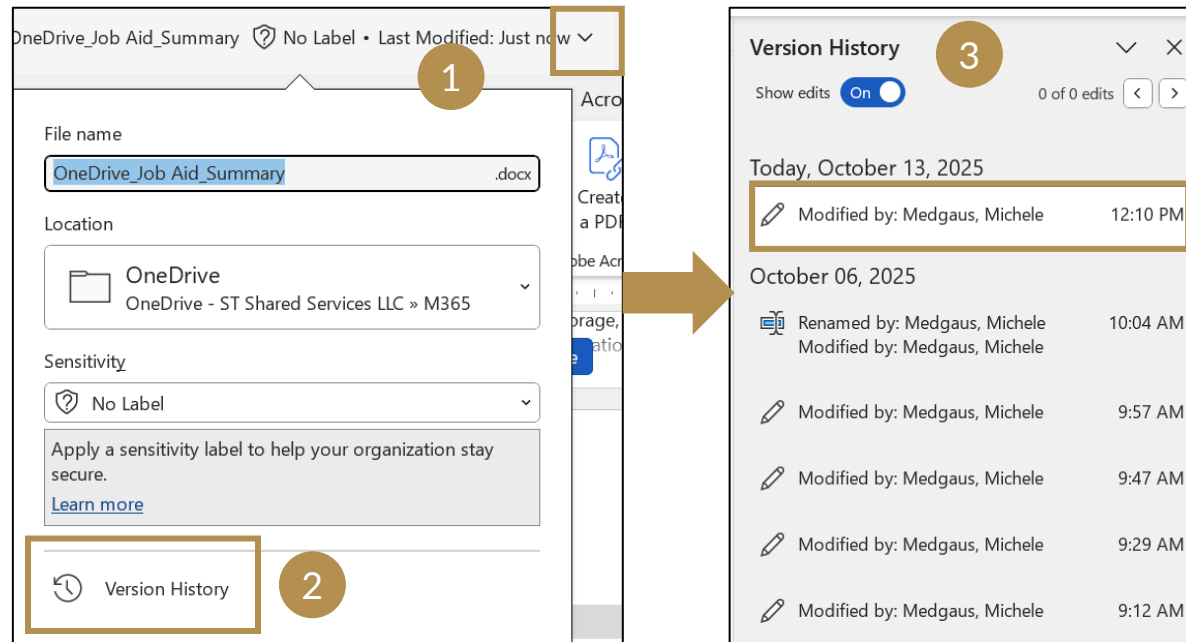 OneDrive_Job Aid_Summary No Label • Last Modified: Just now
1
File name
OneDrive_Job Aid_Summary .docx
Location
OneDrive
OneDrive - ST Shared Services LLC » M365
Sensitivity
No Label
Apply a sensitivity label to help your organization stay
secure.
Learn more
Version History
2
Acro
Creat
a PDF
obe Acr
orage,
atio
e
Version History
3
Show edits On 0 of 0 edits
Today, October 13, 2025
Modified by: Medgaus, Michele 12:10 PM
October 06, 2025
Renamed by: Medgaus, Michele 10:04 AM
Modified by: Medgaus, Michele
Modified by: Medgaus, Michele 9:57 AM
Modified by: Medgaus, Michele 9:47 AM
Modified by: Medgaus, Michele 9:29 AM
Modified by: Medgaus, Michele 9:12 AM